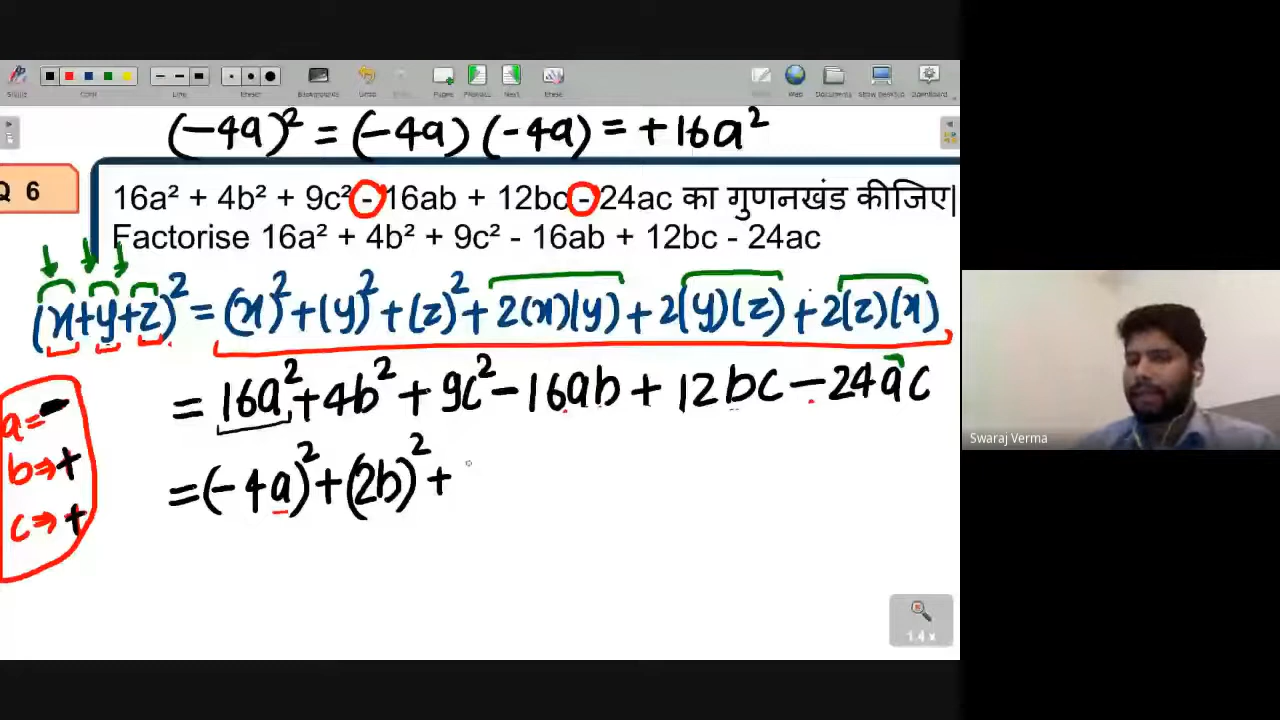 (-4a)² = (-4a) (-4a) = +16a²
Q 6
16a² + 4b² + 9c² - 16ab + 12bc - 24ac का गुणनखंड कीजिए|
Factorise 16a² + 4b² + 9c² - 16ab + 12bc - 24ac
(x+y+z)² = (x)² + (y)² + (z)² + 2(x)(y) + 2(y)(z) + 2(z)(x)
= 16a² + 4b² + 9c² - 16ab + 12bc - 24ac
a = -
b ⇒ +
c ⇒ +
= (-4a)² + (2b)² +
Swaraj Verma
1.4 x